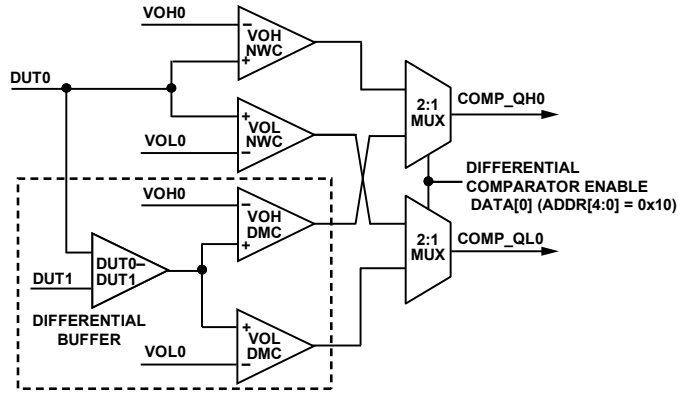 VOH0
VOH
NWC
DUT0
VOL
NWC
VOL0
2:1
MUX
COMP_QH0
DIFFERENTIAL
COMPARATOR ENABLE
DATA[0] (ADDR[4:0] = 0x10)
VOH0
VOH
DMC
2:1
MUX
COMP_QL0
DUT0–
DUT1
DUT1
DIFFERENTIAL
BUFFER
VOL
DMC
VOL0